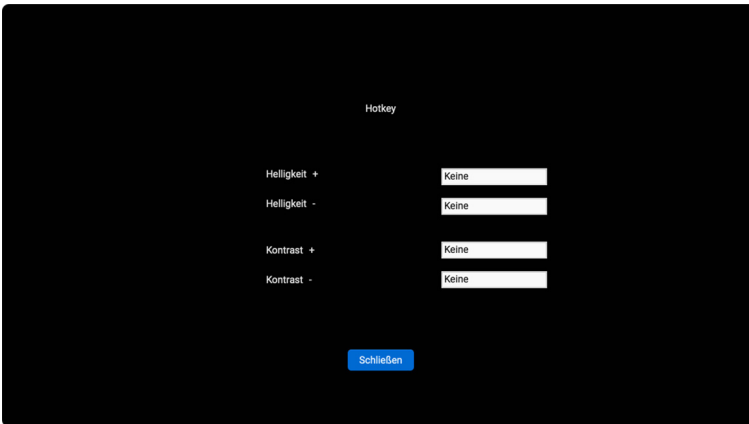 Hotkey
Helligkeit + Keine
Helligkeit - Keine
Kontrast + Keine
Kontrast - Keine
Schließen